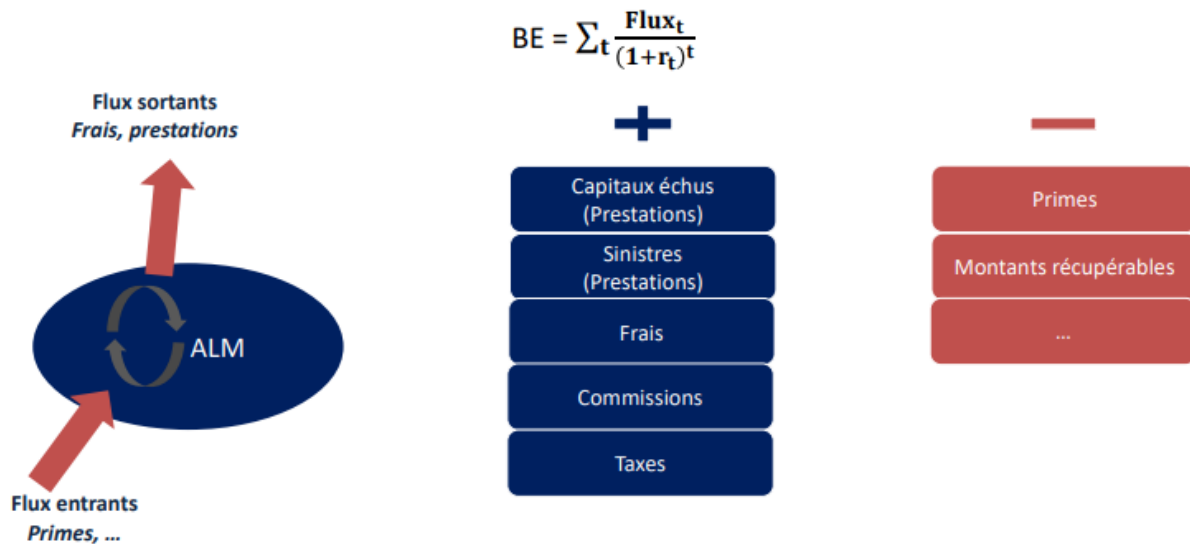 BE = ∑ₜ Fluxₜ / (1+rₜ)ᵗ
Flux sortants
Frais, prestations
ALM
Flux entrants
Primes, …
+
Capitaux échus
(Prestations)
Sinistres
(Prestations)
Frais
Commissions
Taxes
−
Primes
Montants récupérables
…